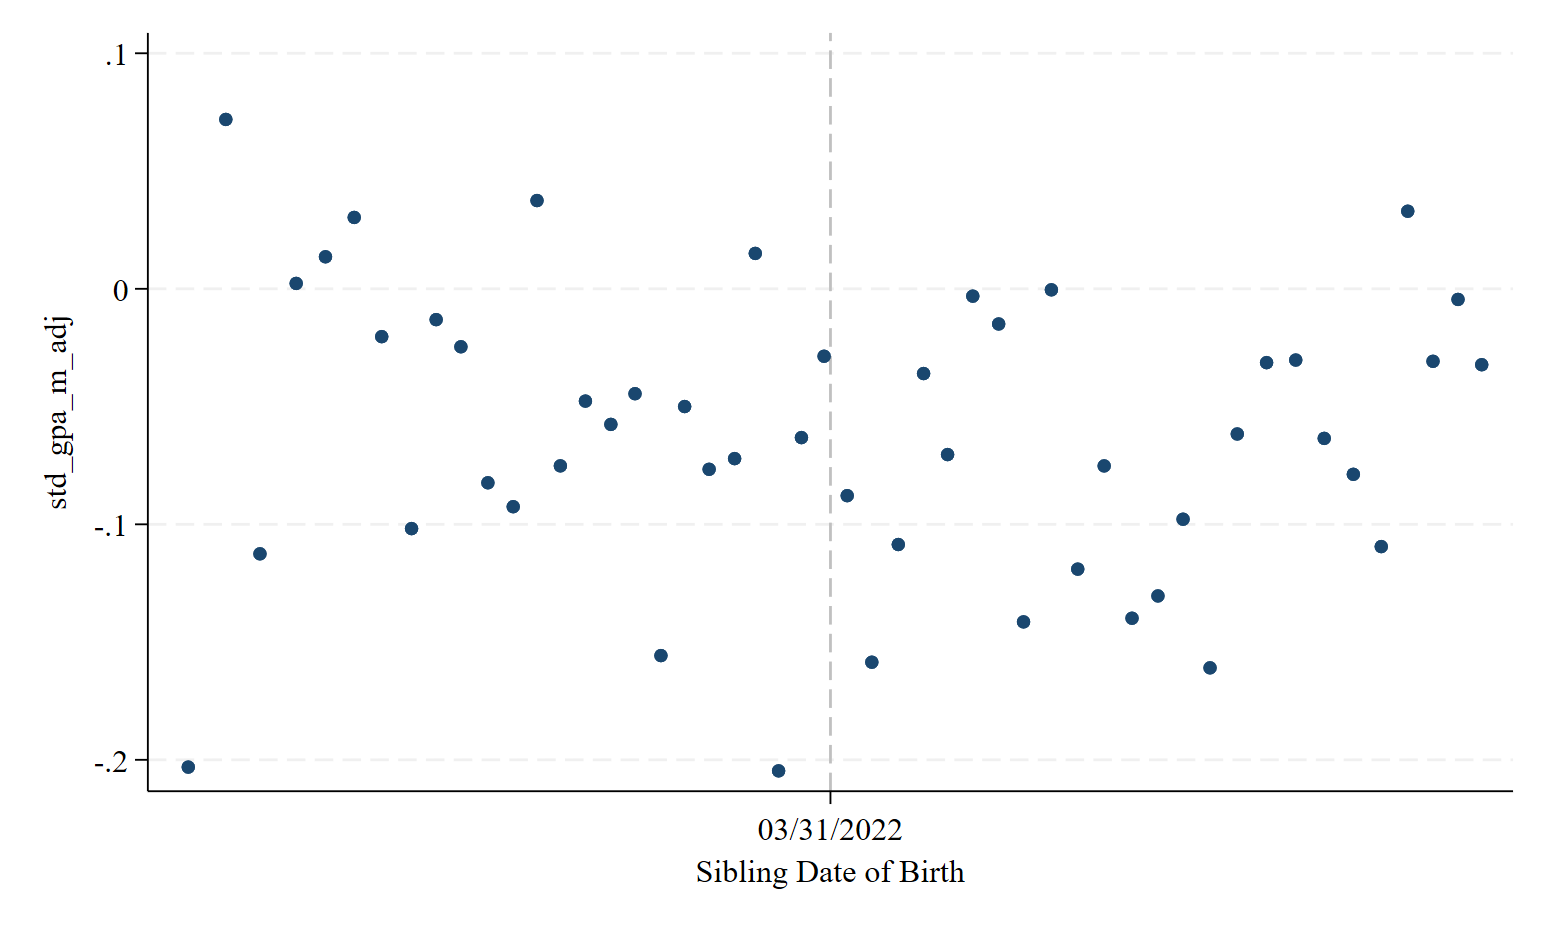 .1
0
-.1
-.2
std_gpa_m_adj
03/31/2022
Sibling Date of Birth